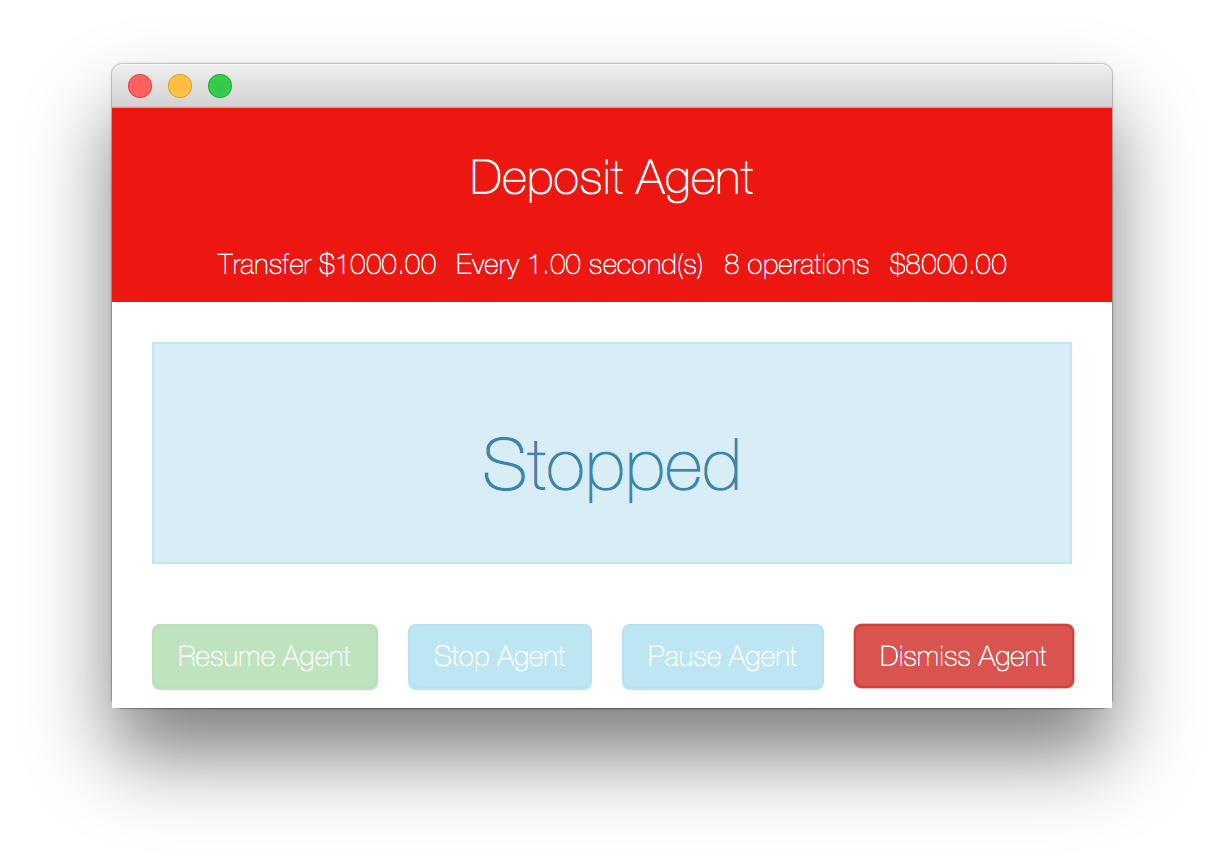 Deposit Agent
Transfer $1000.00 Every 1.00 second(s) 8 operations $8000.00
Stopped
Resume Agent Stop Agent Pause Agent Dismiss Agent